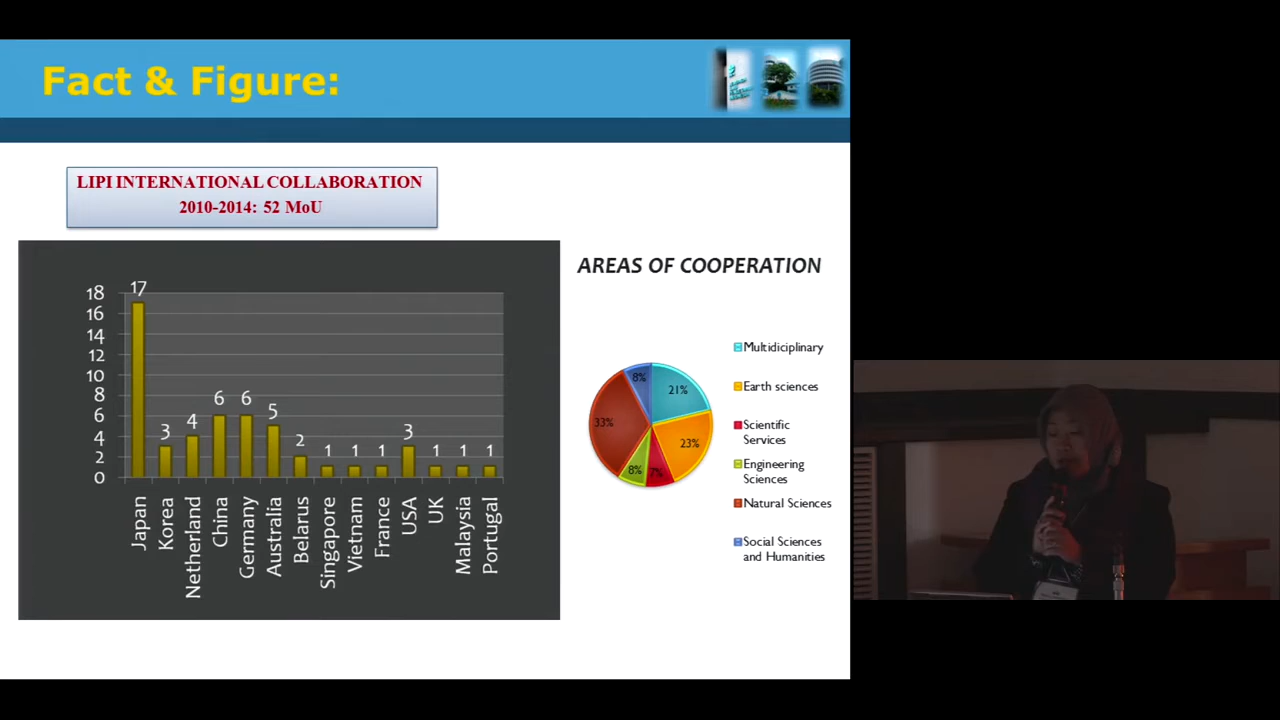 Fact & Figure:
LIPI INTERNATIONAL COLLABORATION
2010-2014: 52 MoU
AREAS OF COOPERATION
18
16
14
12
10
8
6
4
2
0
17
3
4
6
6
5
2
1
1
1
3
1
1
1
Japan
Korea
Netherland
China
Germany
Australia
Belarus
Singapore
Vietnam
France
USA
UK
Malaysia
Portugal
21%
23%
7%
8%
33%
8%
Multidiciplinary
Earth sciences
Scientific
Services
Engineering
Sciences
Natural Sciences
Social Sciences
and Humanities